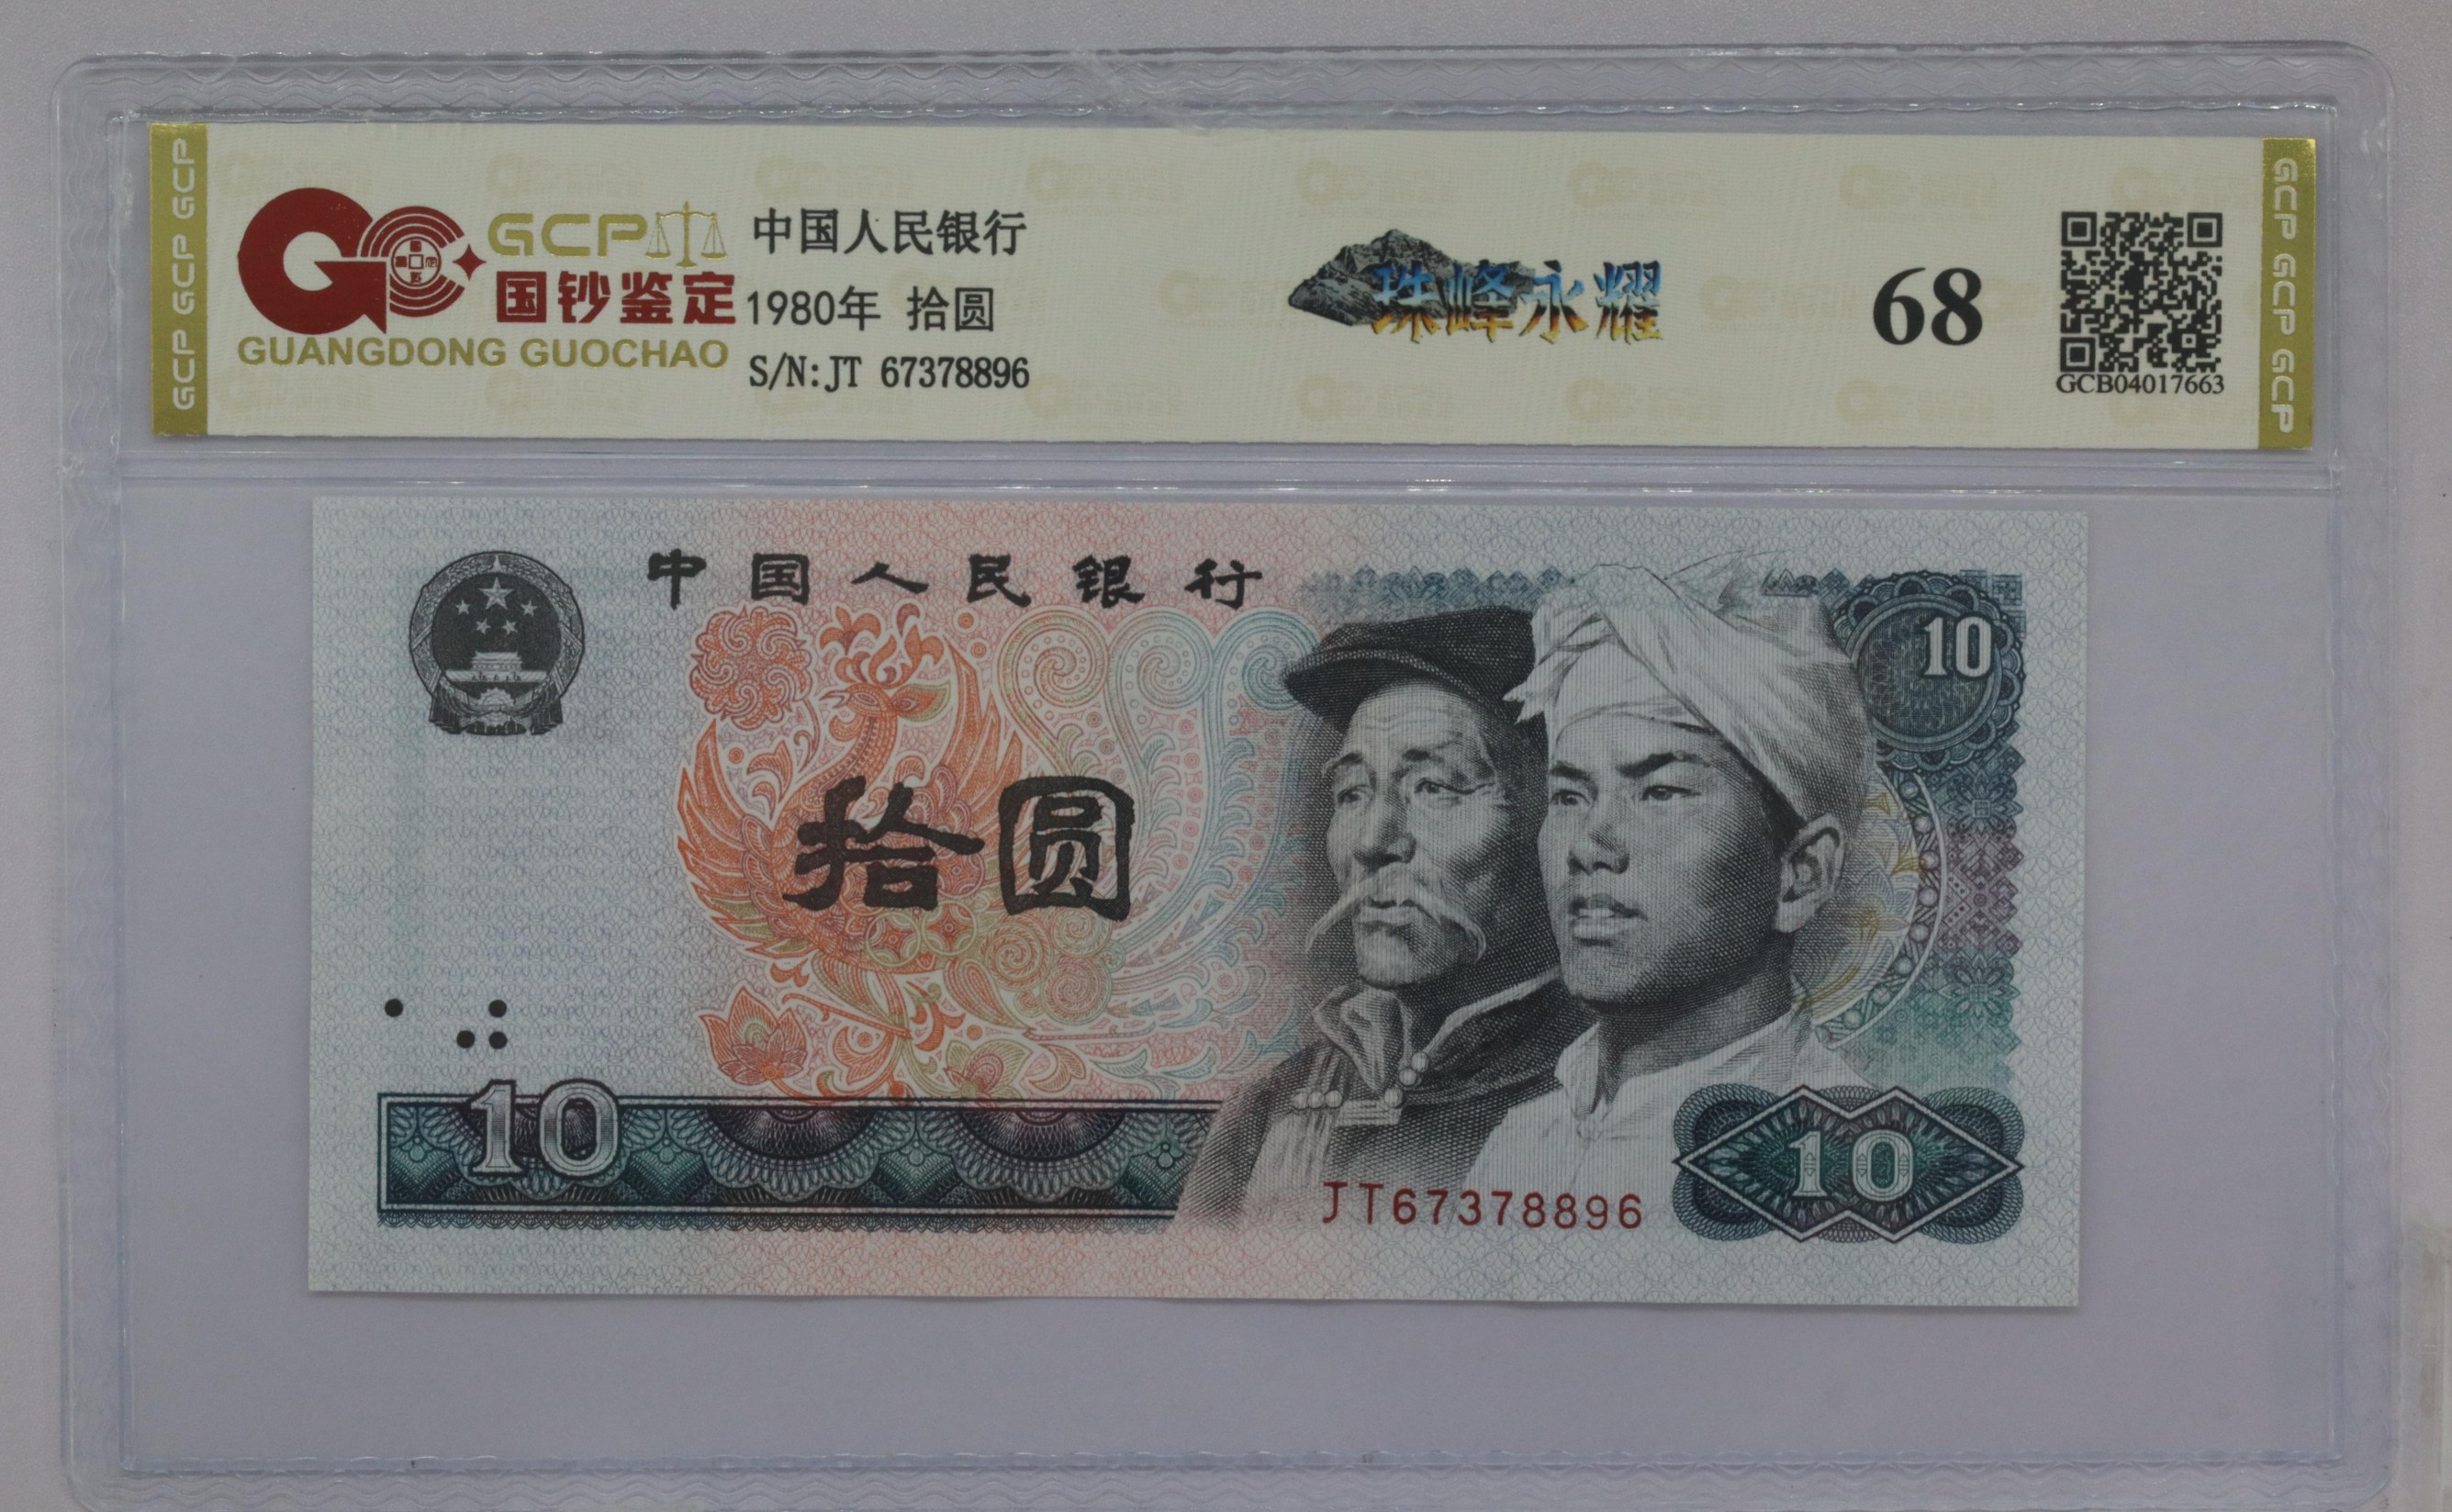 GCP GCP GCP
GCP
国钞鉴定
GUANGDONG GUOCHAO
中国人民银行
1980年 拾圆
S/N:JT 67378896
珠峰永耀
68
GCB04017663
GCP GCP GCP
中国人民银行
10
拾圆
10
JT67378896
10